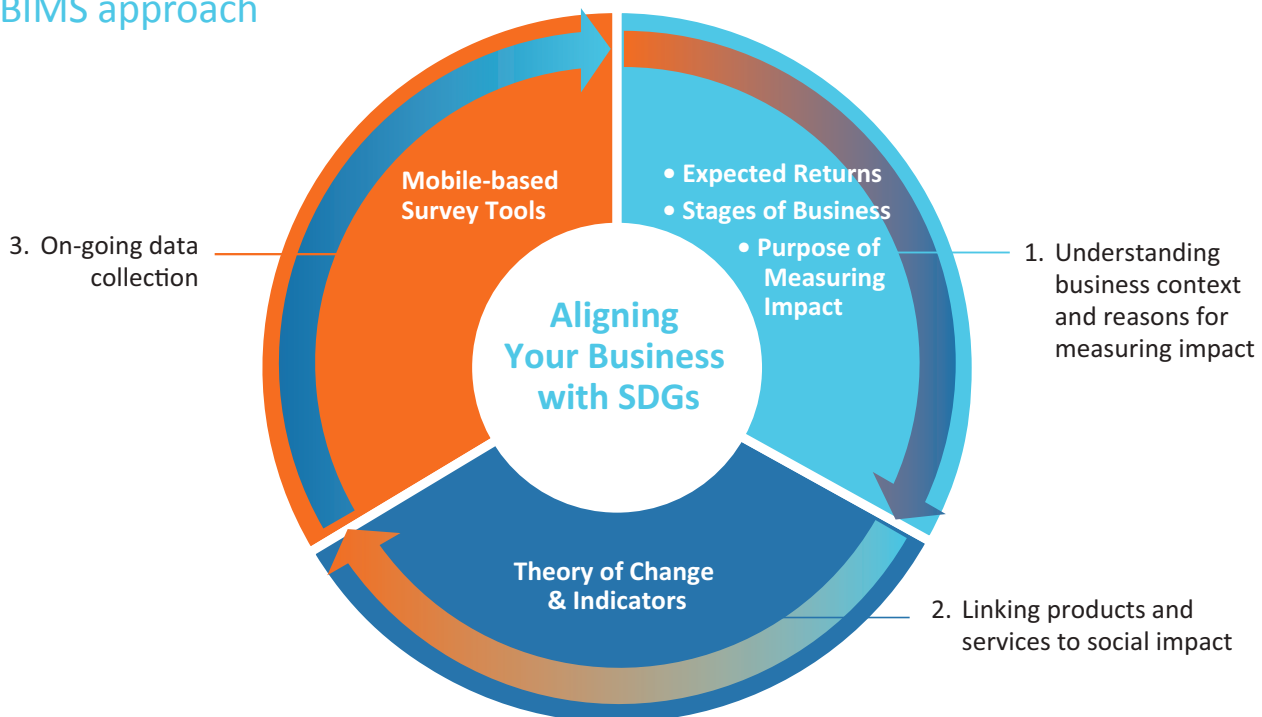 BIMS approach
Mobile-based
Survey Tools
• Expected Returns
• Stages of Business
• Purpose of
Measuring
Impact
3. On-going data
collection
1. Understanding
business context
and reasons for
measuring impact
Aligning
Your Business
with SDGs
Theory of Change
& Indicators
2. Linking products and
services to social impact